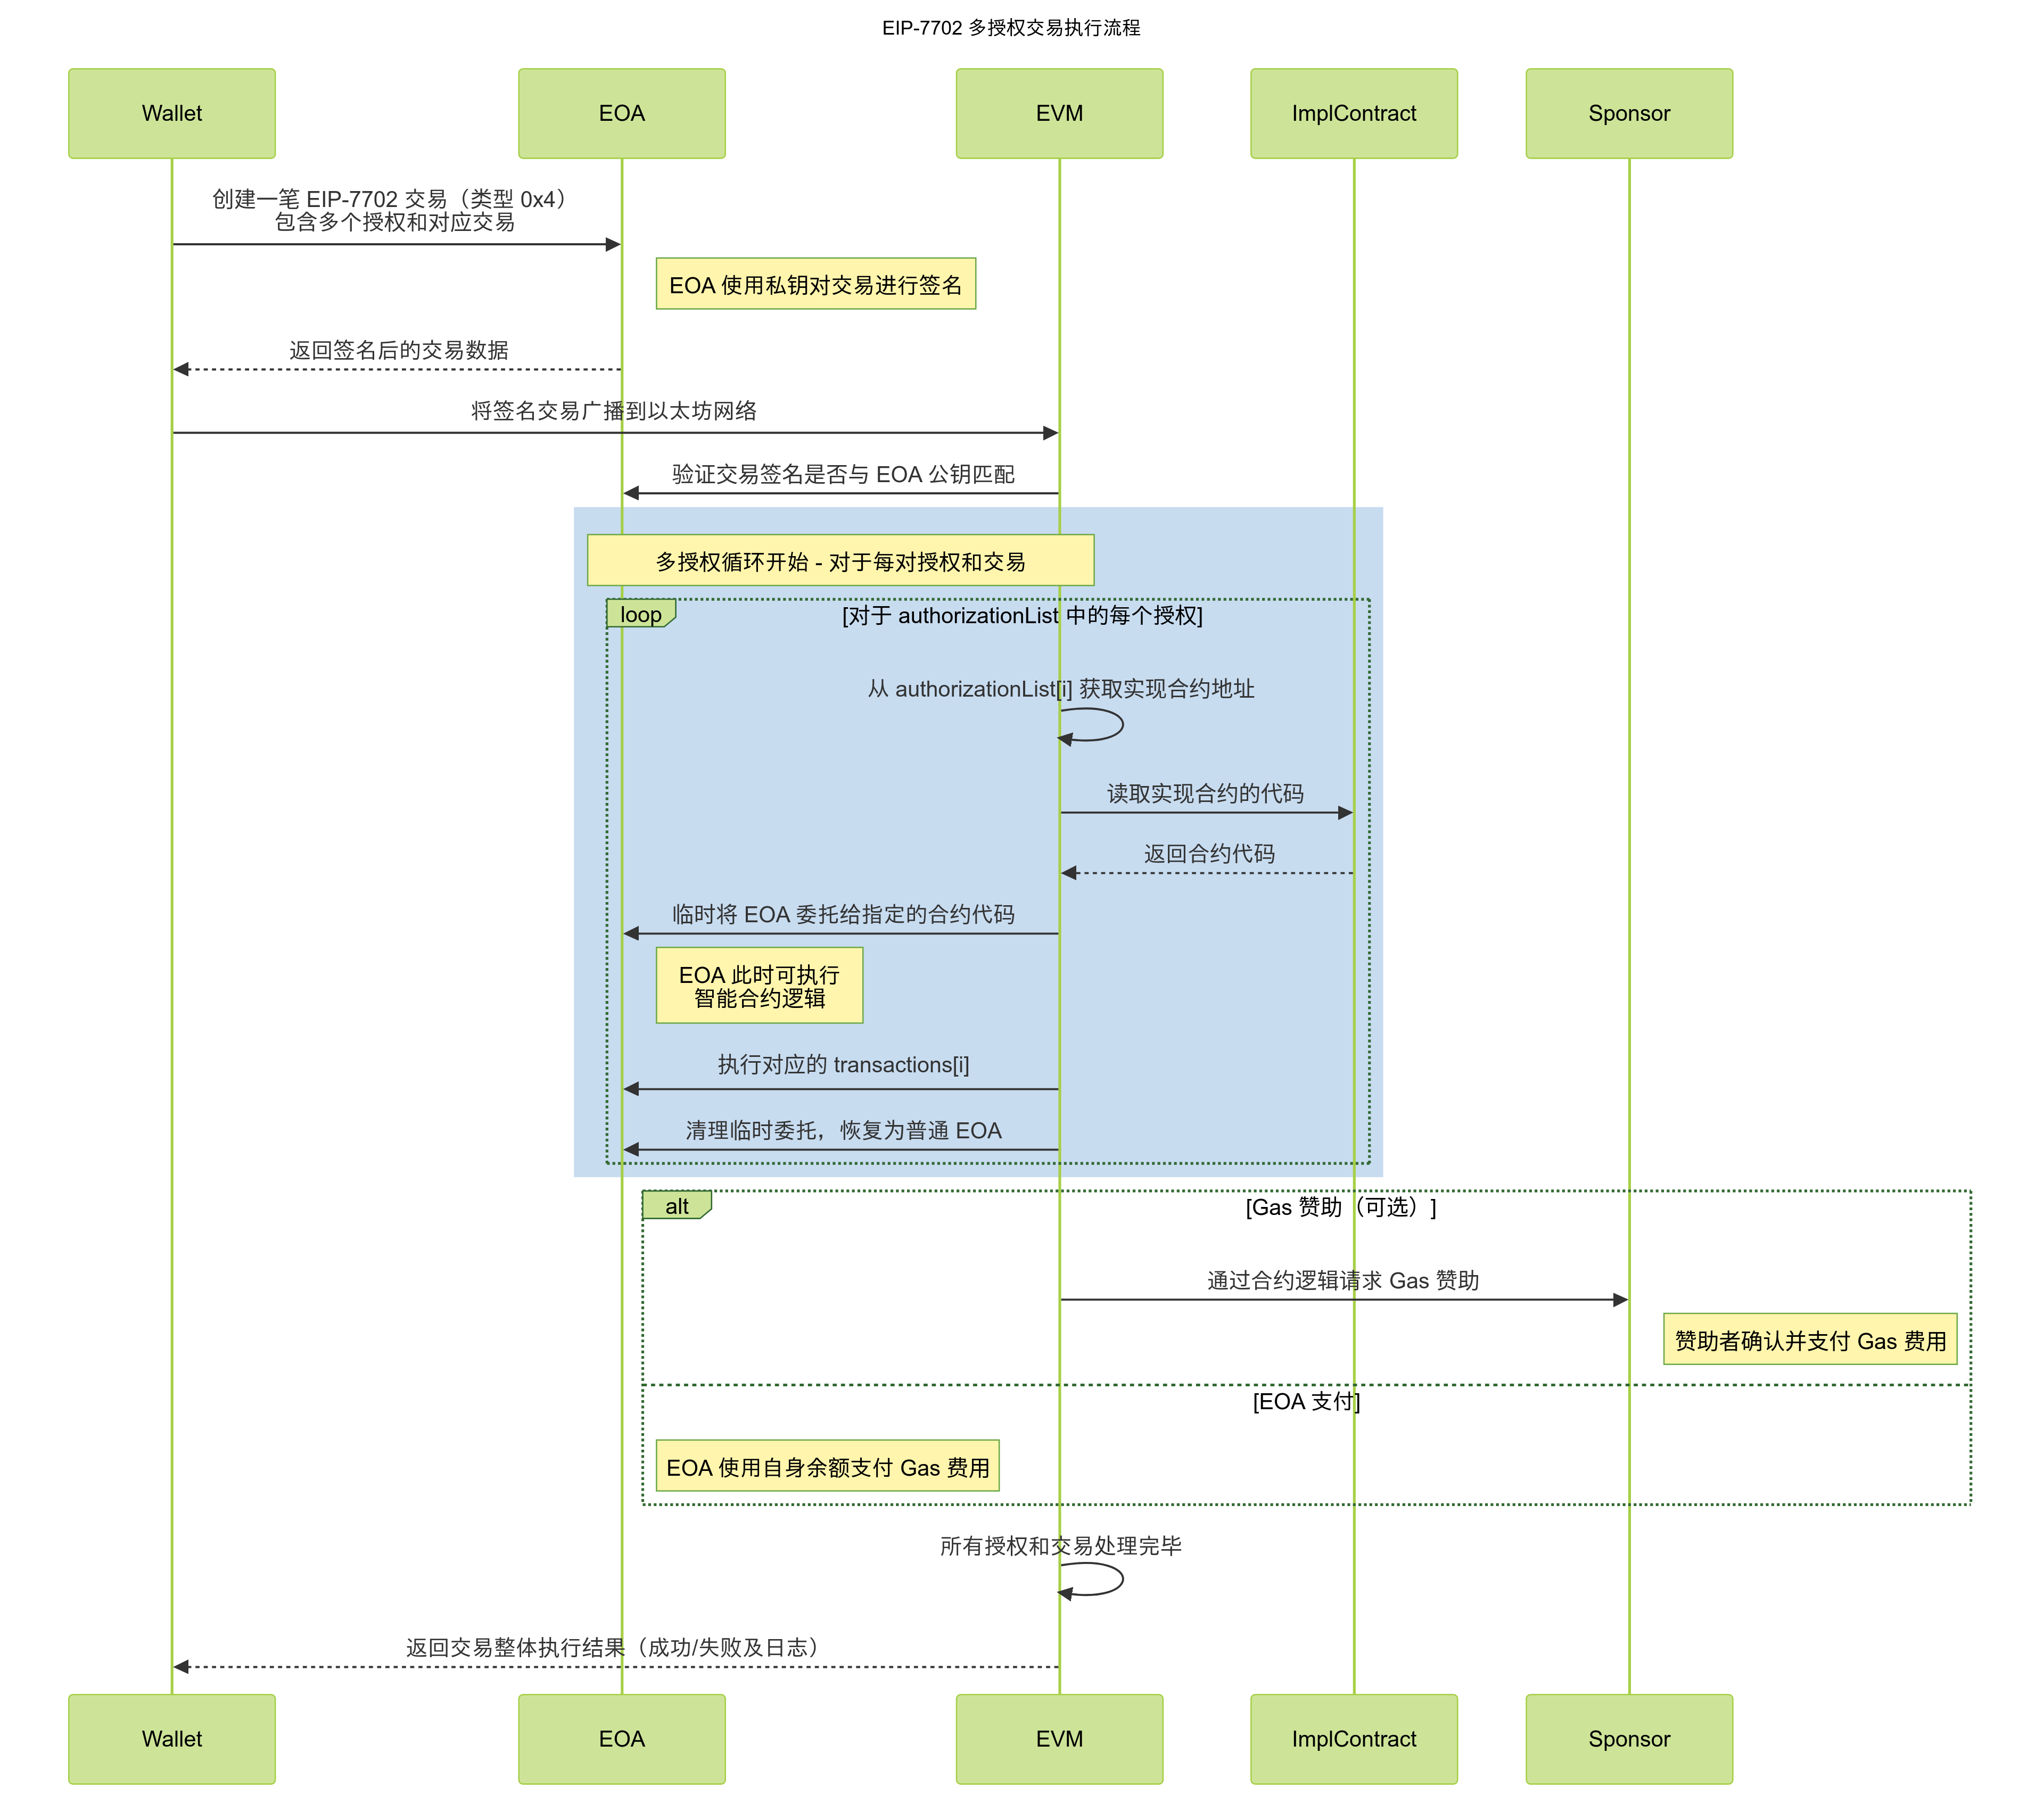 EIP-7702 多授权交易执行流程
Wallet
EOA
EVM
ImplContract
Sponsor
创建一笔 EIP-7702 交易（类型 0x4）
包含多个授权和对应交易
EOA 使用私钥对交易进行签名
返回签名后的交易数据
将签名交易广播到以太坊网络
验证交易签名是否与 EOA 公钥匹配
多授权循环开始 - 对于每对授权和交易
loop
[对于 authorizationList 中的每个授权]
从 authorizationList[i] 获取实现合约地址
读取实现合约的代码
返回合约代码
临时将 EOA 委托给指定的合约代码
EOA 此时可执行
智能合约逻辑
执行对应的 transactions[i]
清理临时委托，恢复为普通 EOA
alt
[Gas 赞助（可选）]
通过合约逻辑请求 Gas 赞助
赞助者确认并支付 Gas 费用
[EOA 支付]
EOA 使用自身余额支付 Gas 费用
所有授权和交易处理完毕
返回交易整体执行结果（成功/失败及日志）
Wallet
EOA
EVM
ImplContract
Sponsor